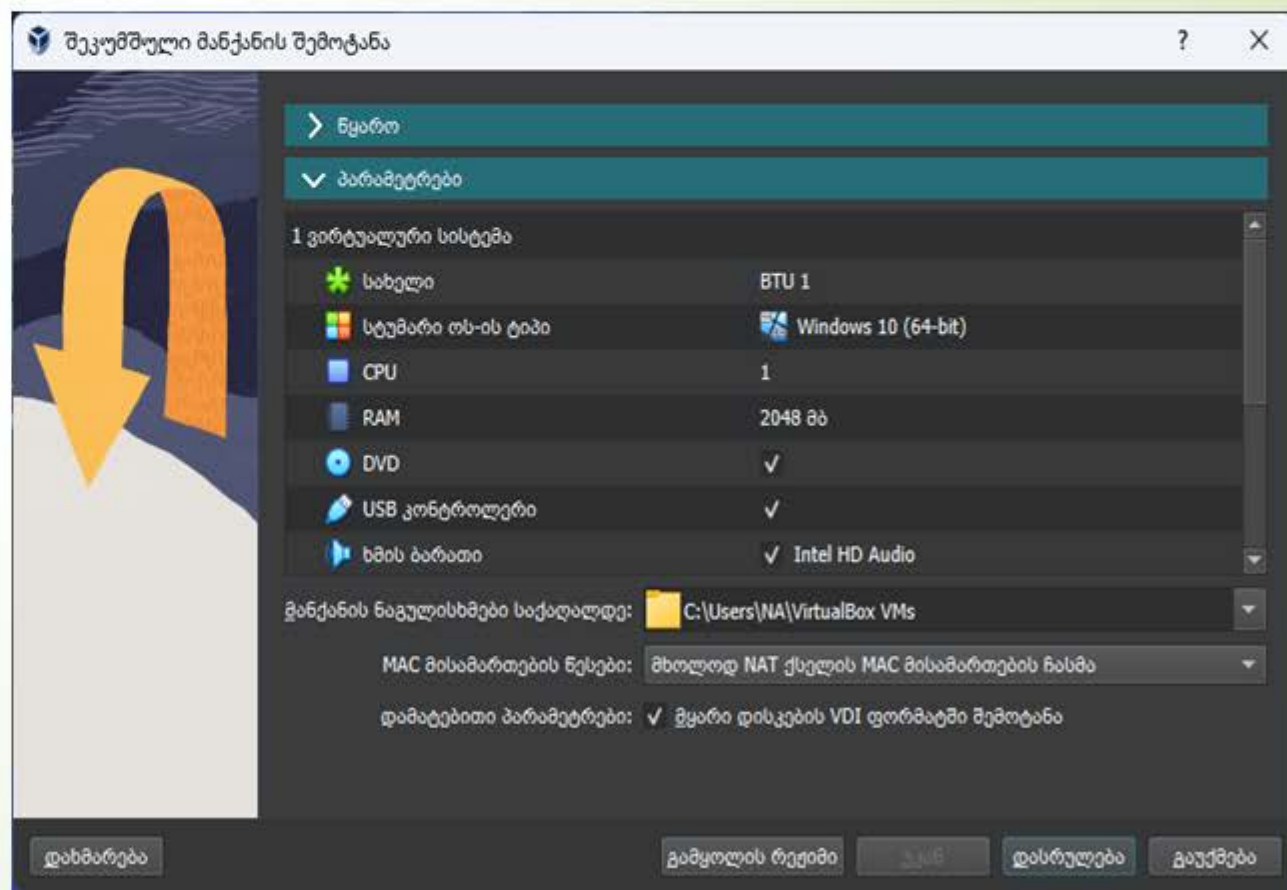 შეკუმშული მანქანის შემოტანა ?
წყარო
პარამეტრები
1 ვირტუალური სისტემა
სახელი BTU 1
სტუმარი ოს-ის ტიპი Windows 10 (64-bit)
CPU 1
RAM 2048 მბ
DVD ✓
USB კონტროლერი ✓
ხმის ბარათი ✓ Intel HD Audio
მანქანის ნაგულისხმები საქაღალდე: C:\Users\NA\VirtualBox VMs
MAC მისამართების წესები: მხოლოდ NAT ქსელის MAC მისამართების ჩასმა
დამატებითი პარამეტრები: ✓ მყარი დისკების VDI ფორმატში შემოტანა
დახმარება გამყოლის რეჟიმი უკან დასრულება გაუქმება